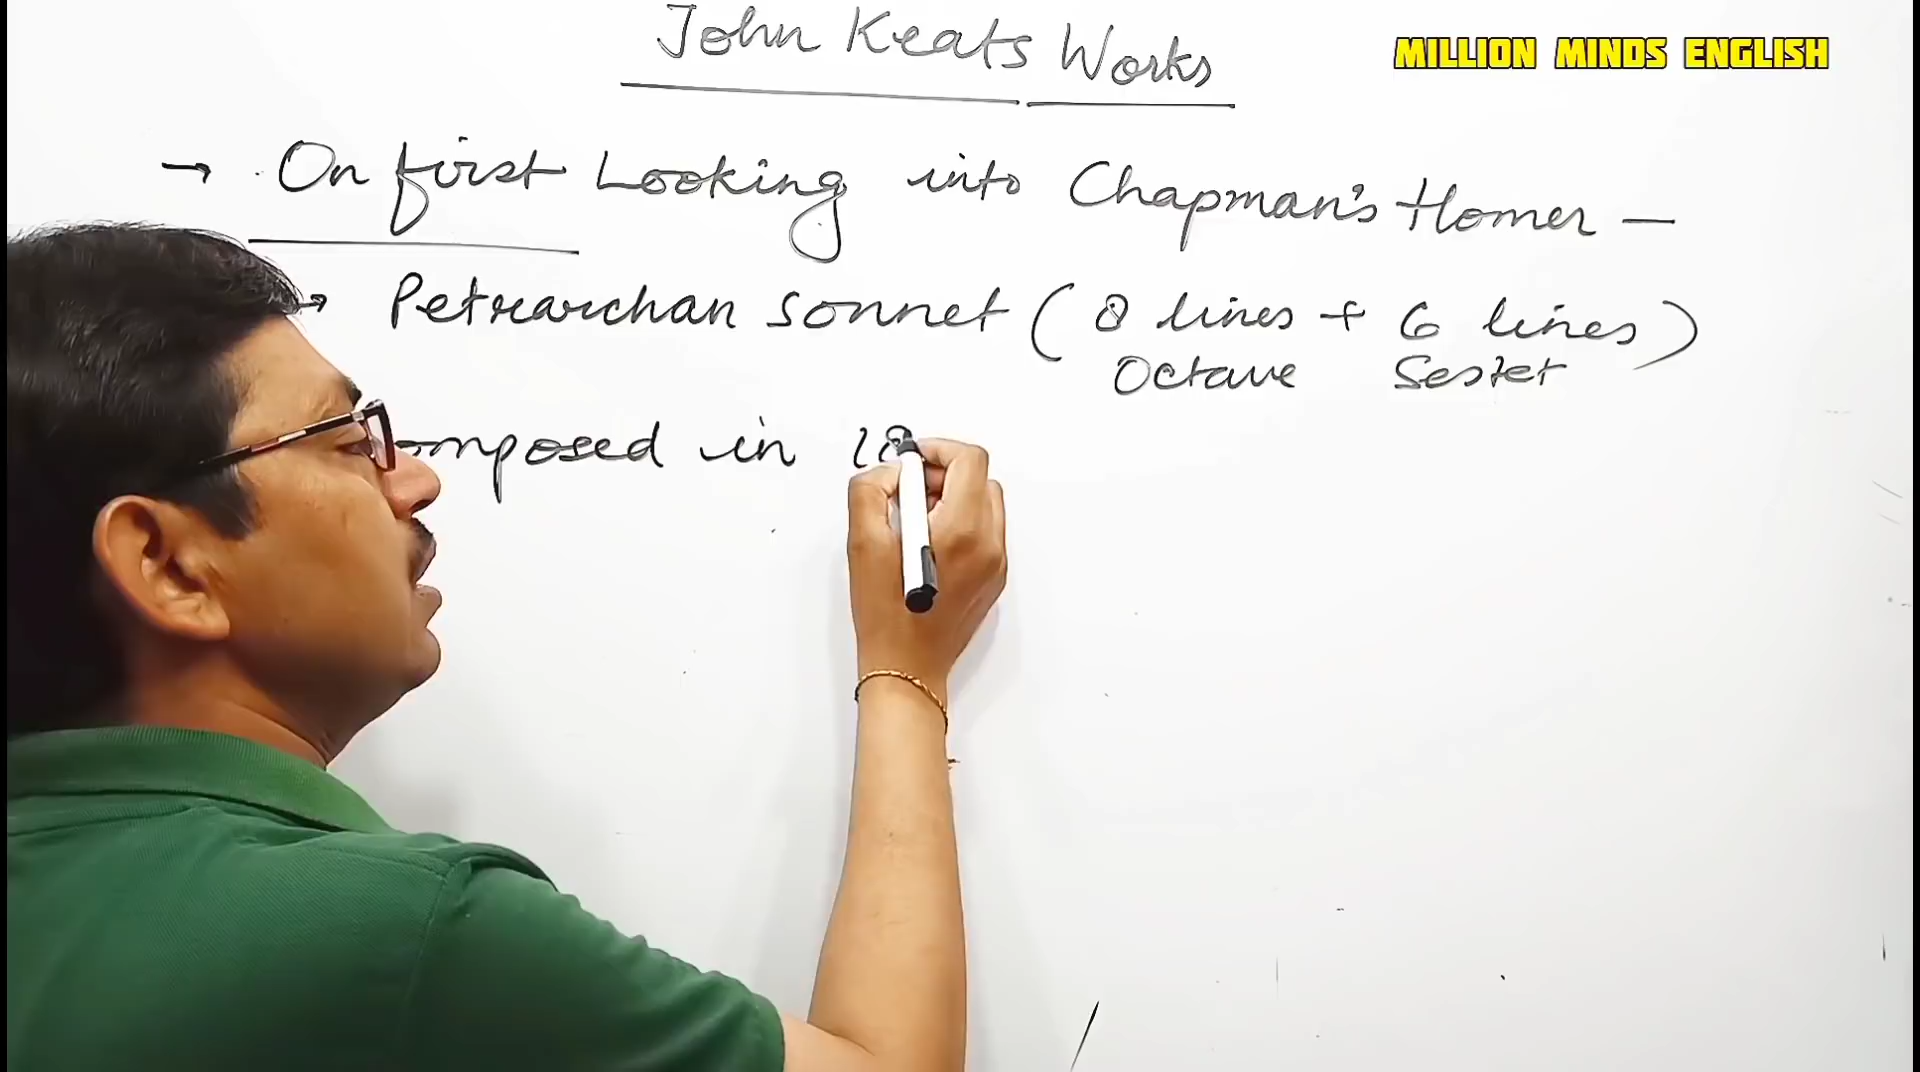 John Keats Works
MILLION MINDS ENGLISH
→ On first Looking into Chapman's Homer —
→ Petrarchan sonnet (8 lines + 6 lines)
Octave Sestet
omposed in 18